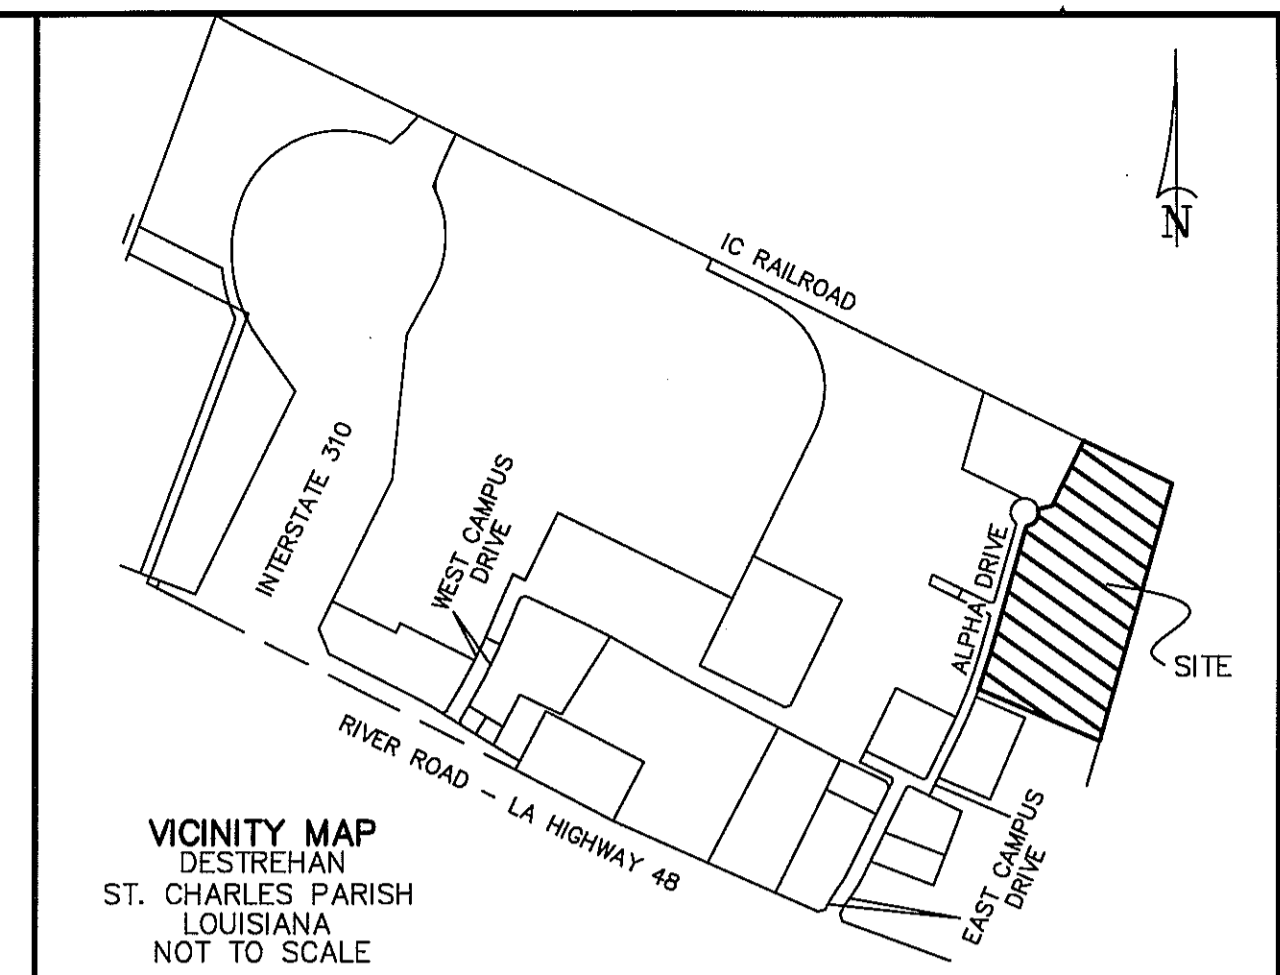 N
IC RAILROAD
INTERSTATE 310
WEST CAMPUS
DRIVE
ALPHA DRIVE
SITE
RIVER ROAD - LA HIGHWAY 48
EAST CAMPUS
DRIVE
VICINITY MAP
DESTREHAN
ST. CHARLES PARISH
LOUISIANA
NOT TO SCALE